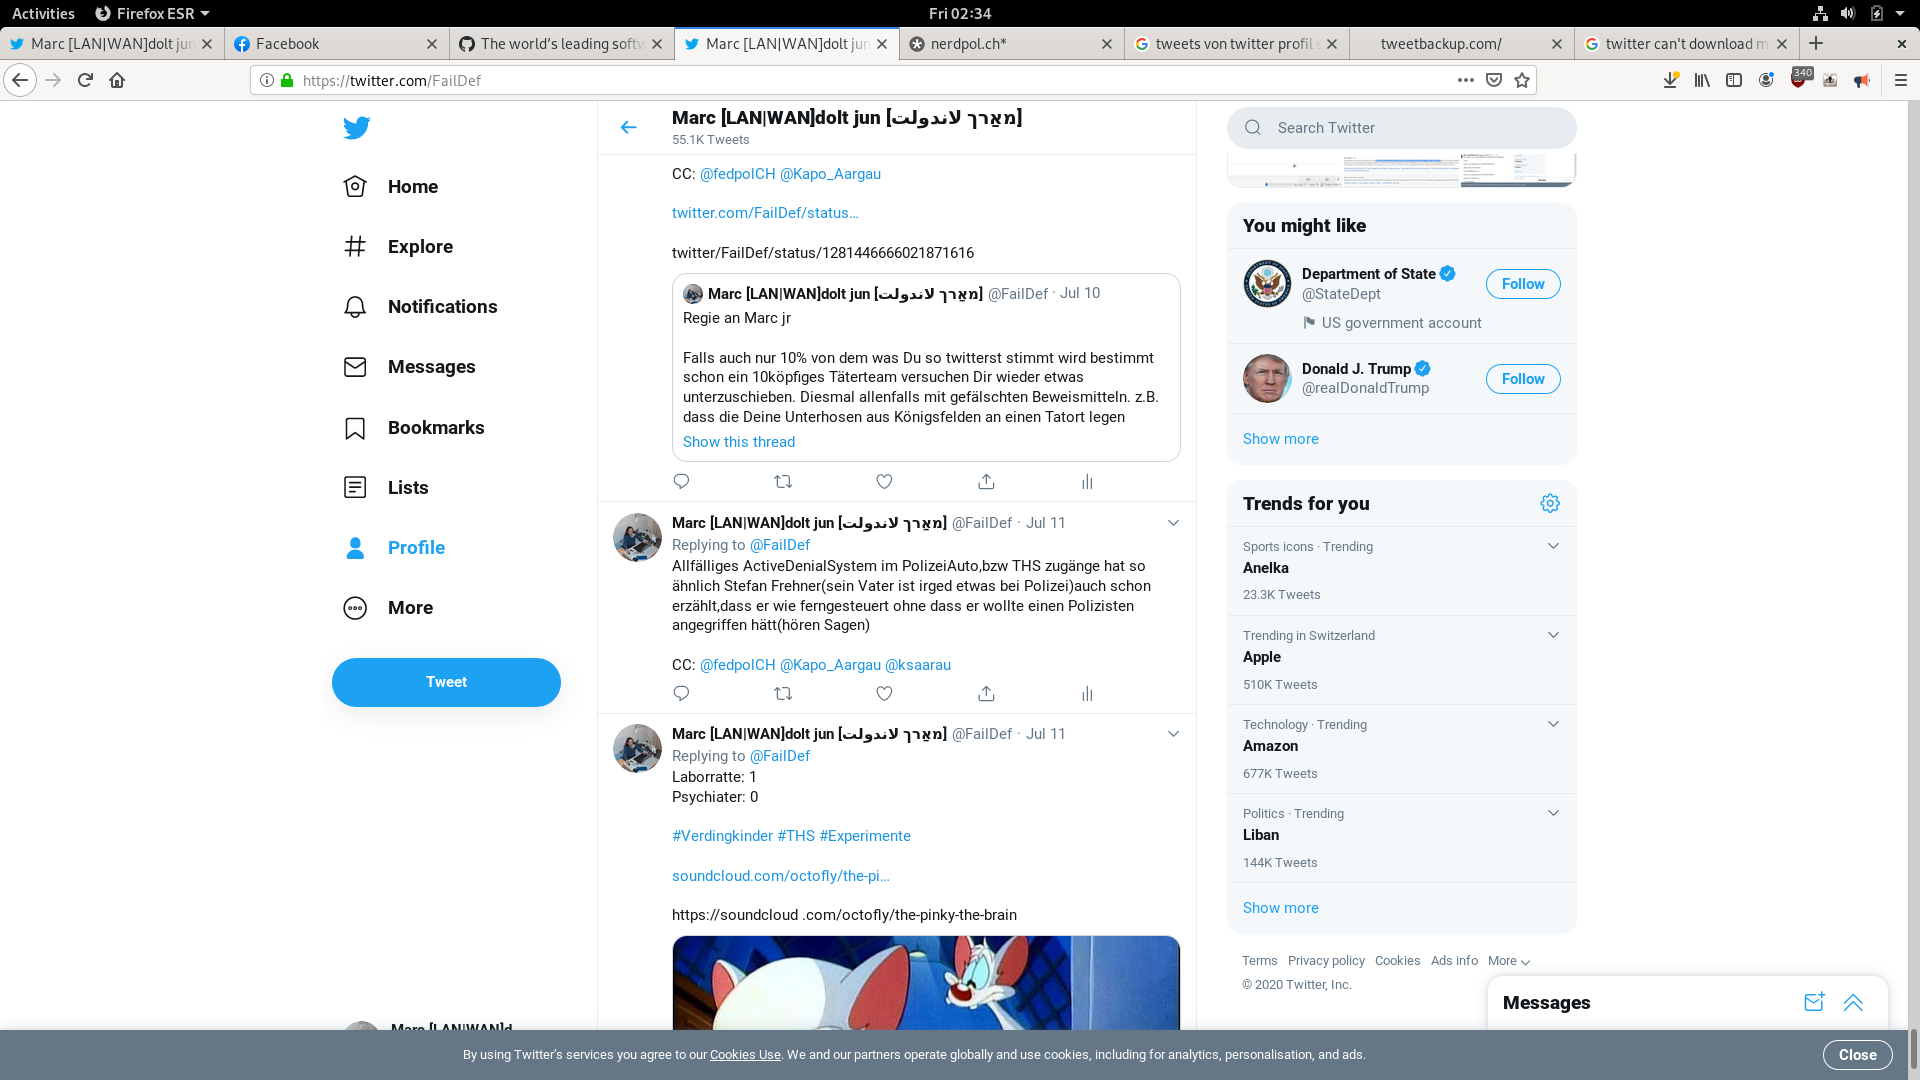 Activities
Firefox ESR
Fri 02:34
Marc [LAN|WAN]dolt jun
Facebook
The world's leading softw
Marc [LAN|WAN]dolt jun
nerdpol.ch*
tweets von twitter profil s
tweetbackup.com/
twitter can't download m
https://twitter.com/FailDef
340
Home
Explore
Notifications
Messages
Bookmarks
Lists
Profile
More
Tweet
Marc [LAN|WAN]d
Marc [LAN|WAN]dolt jun [מאַרך לאַנדולت]
55.1K Tweets
CC: @fedpolCH @Kapo_Aargau
twitter.com/FailDef/status…
twitter/FailDef/status/1281446666021871616
Marc [LAN|WAN]dolt jun [מאַרך לאַנדולت] @FailDef · Jul 10
Regie an Marc jr
Falls auch nur 10% von dem was Du so twitterst stimmt wird bestimmt
schon ein 10köpfiges Täterteam versuchen Dir wieder etwas
unterzuschieben. Diesmal allenfalls mit gefälschten Beweismitteln. z.B.
dass die Deine Unterhosen aus Königsfelden an einen Tatort legen
Show this thread
Marc [LAN|WAN]dolt jun [מאַרך לאַנדולت] @FailDef · Jul 11
Replying to @FailDef
Allfälliges ActiveDenialSystem im PolizeiAuto,bzw THS zugänge hat so
ähnlich Stefan Frehner(sein Vater ist irged etwas bei Polizei)auch schon
erzählt,dass er wie ferngesteuert ohne dass er wollte einen Polizisten
angegriffen hätt(hören Sagen)
CC: @fedpolCH @Kapo_Aargau @ksaarau
Marc [LAN|WAN]dolt jun [מאַרך לאַנדולت] @FailDef · Jul 11
Replying to @FailDef
Laborratte: 1
Psychiater: 0
#Verdingkinder #THS #Experimente
soundcloud.com/octofly/the-pi…
https://soundcloud .com/octofly/the-pinky-the-brain
Search Twitter
You might like
Department of State
@StateDept
US government account
Follow
Donald J. Trump
@realDonaldTrump
Follow
Show more
Trends for you
Sports icons · Trending
Anelka
23.3K Tweets
Trending in Switzerland
Apple
510K Tweets
Technology · Trending
Amazon
677K Tweets
Politics · Trending
Liban
144K Tweets
Show more
Terms Privacy policy Cookies Ads info More
© 2020 Twitter, Inc.
Messages
By using Twitter's services you agree to our Cookies Use. We and our partners operate globally and use cookies, including for analytics, personalisation, and ads.
Close